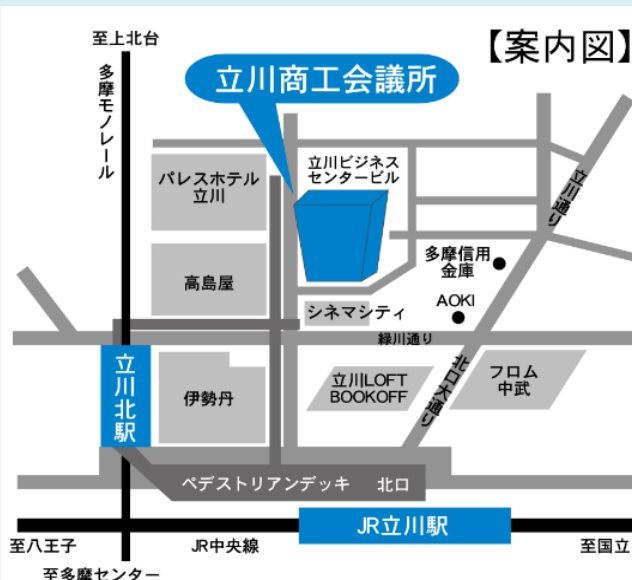 至上北台
【案内図】
多摩モノレール
立川商工会議所
パレスホテル
立川
立川ビジネス
センタービル
立川通り
高島屋
多摩信用
金庫
シネマシティ
AOKI
緑川通り
立川北駅
伊勢丹
立川LOFT
BOOKOFF
北口大通り
フロム
中武
ペデストリアンデッキ 北口
JR立川駅
至八王子
JR中央線
至国立
至多摩センター